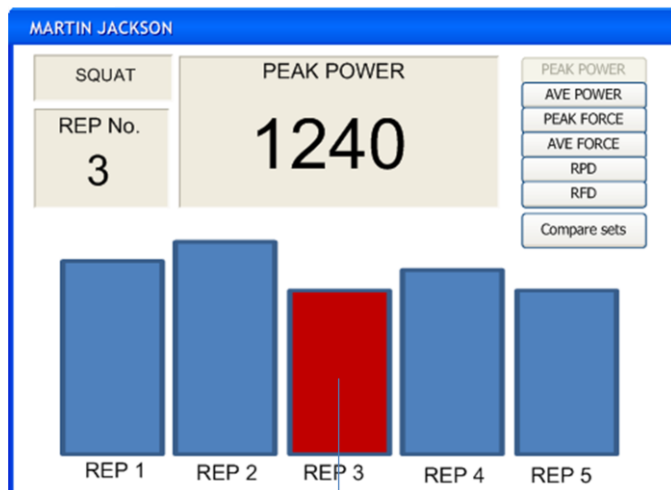 MARTIN JACKSON
SQUAT
REP No.
3
PEAK POWER
1240
PEAK POWER
AVE POWER
PEAK FORCE
AVE FORCE
RPD
RFD
Compare sets
REP 1
REP 2
REP 3
REP 4
REP 5